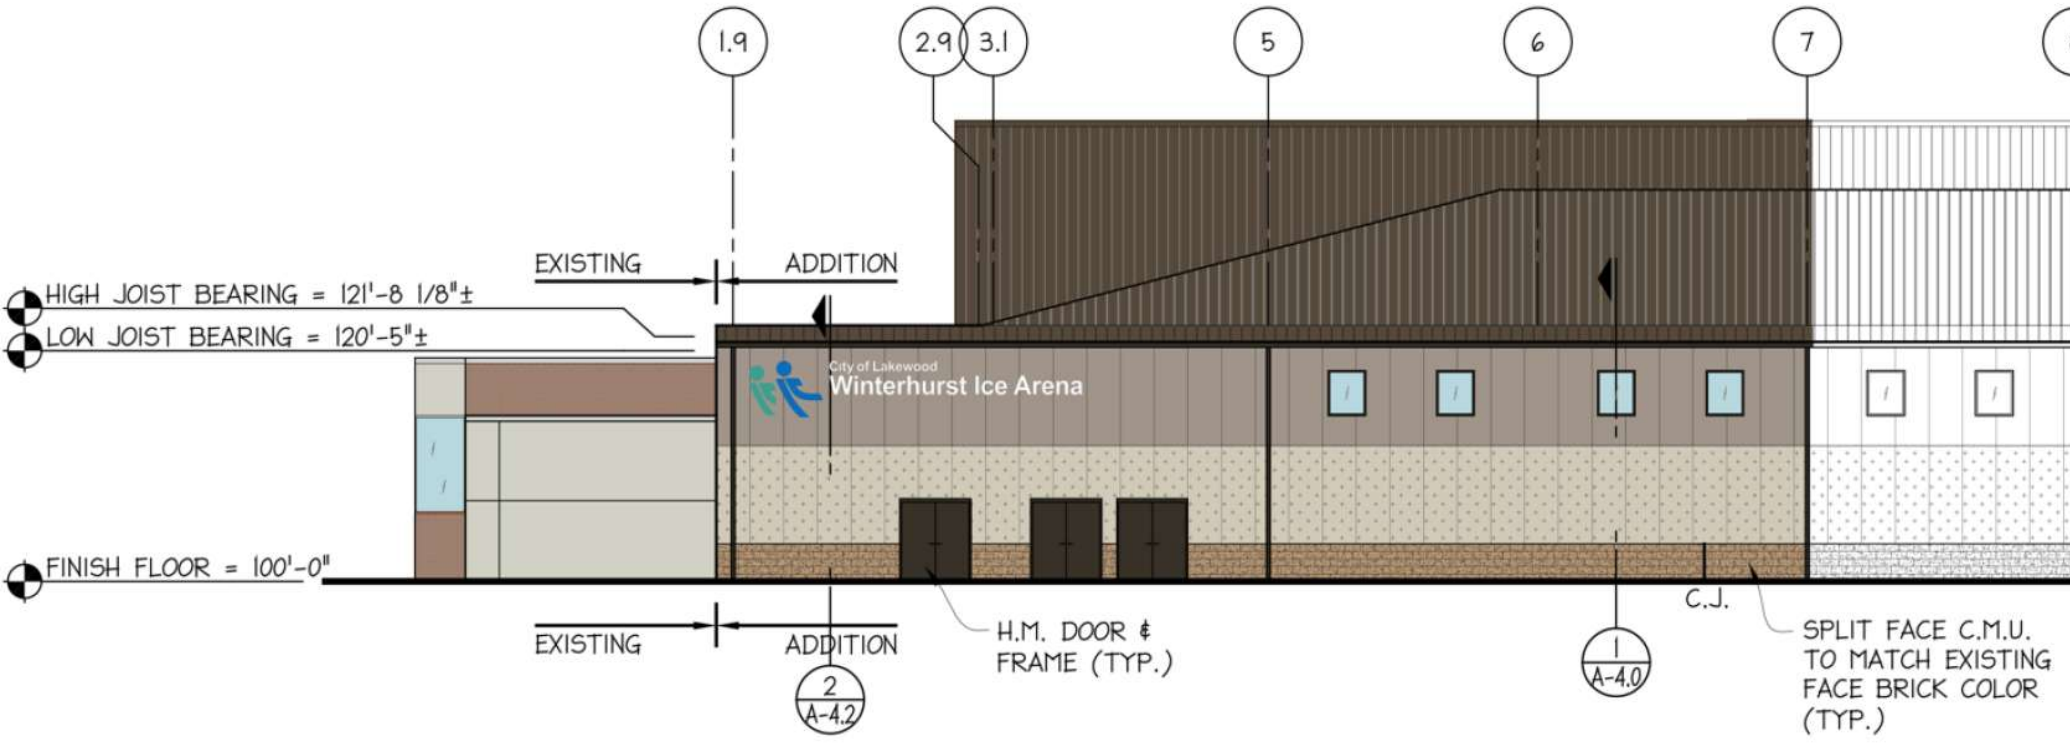 1.9
2.9
3.1
5
6
7
EXISTING
ADDITION
HIGH JOIST BEARING = 121'-8 1/8"±
LOW JOIST BEARING = 120'-5"±
City of Lakewood
Winterhurst Ice Arena
FINISH FLOOR = 100'-0"
C.J.
EXISTING
ADDITION
H.M. DOOR &
FRAME (TYP.)
SPLIT FACE C.M.U.
TO MATCH EXISTING
FACE BRICK COLOR
(TYP.)
1
A-4.0
2
A-4.2